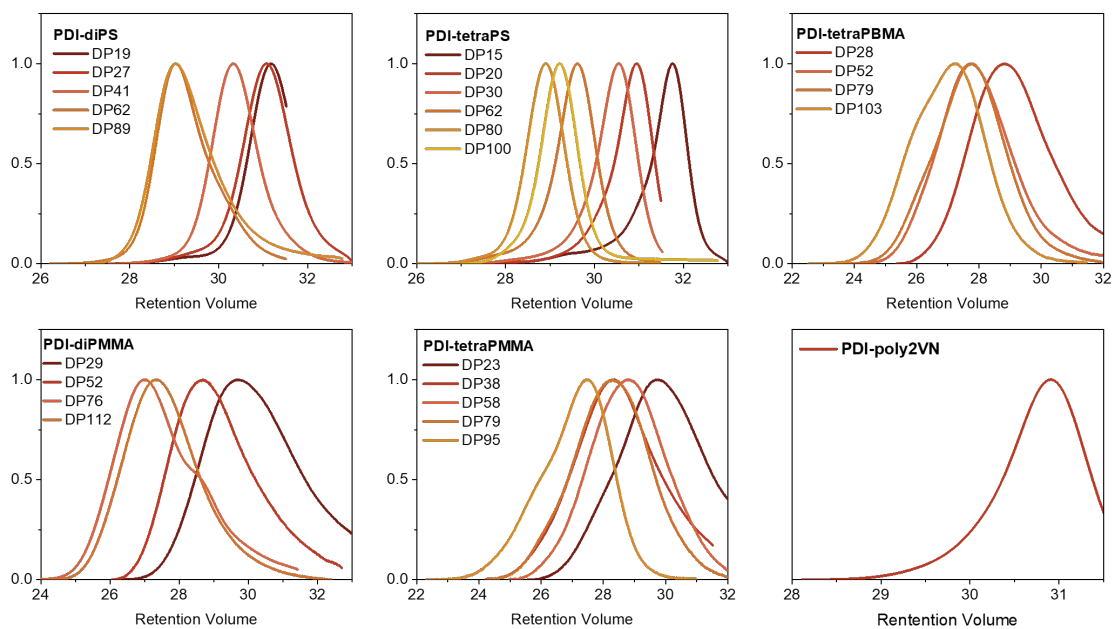 PDI-diPS
DP19
DP27
DP41
DP62
DP89
1.0
0.5
0.0
26
28
30
32
Retention Volume
PDI-tetraPS
DP15
DP20
DP30
DP62
DP80
DP100
1.0
0.5
0.0
26
28
30
32
Retention Volume
PDI-tetraPBMA
DP28
DP52
DP79
DP103
1.0
0.5
0.0
22
24
26
28
30
32
Retention Volume
PDI-diPMMA
DP29
DP52
DP76
DP112
1.0
0.5
0.0
24
26
28
30
32
Retention Volume
PDI-tetraPMMA
DP23
DP38
DP58
DP79
DP95
1.0
0.5
0.0
22
24
26
28
30
32
Retention Volume
PDI-poly2VN
28
29
30
31
Rentention Volume